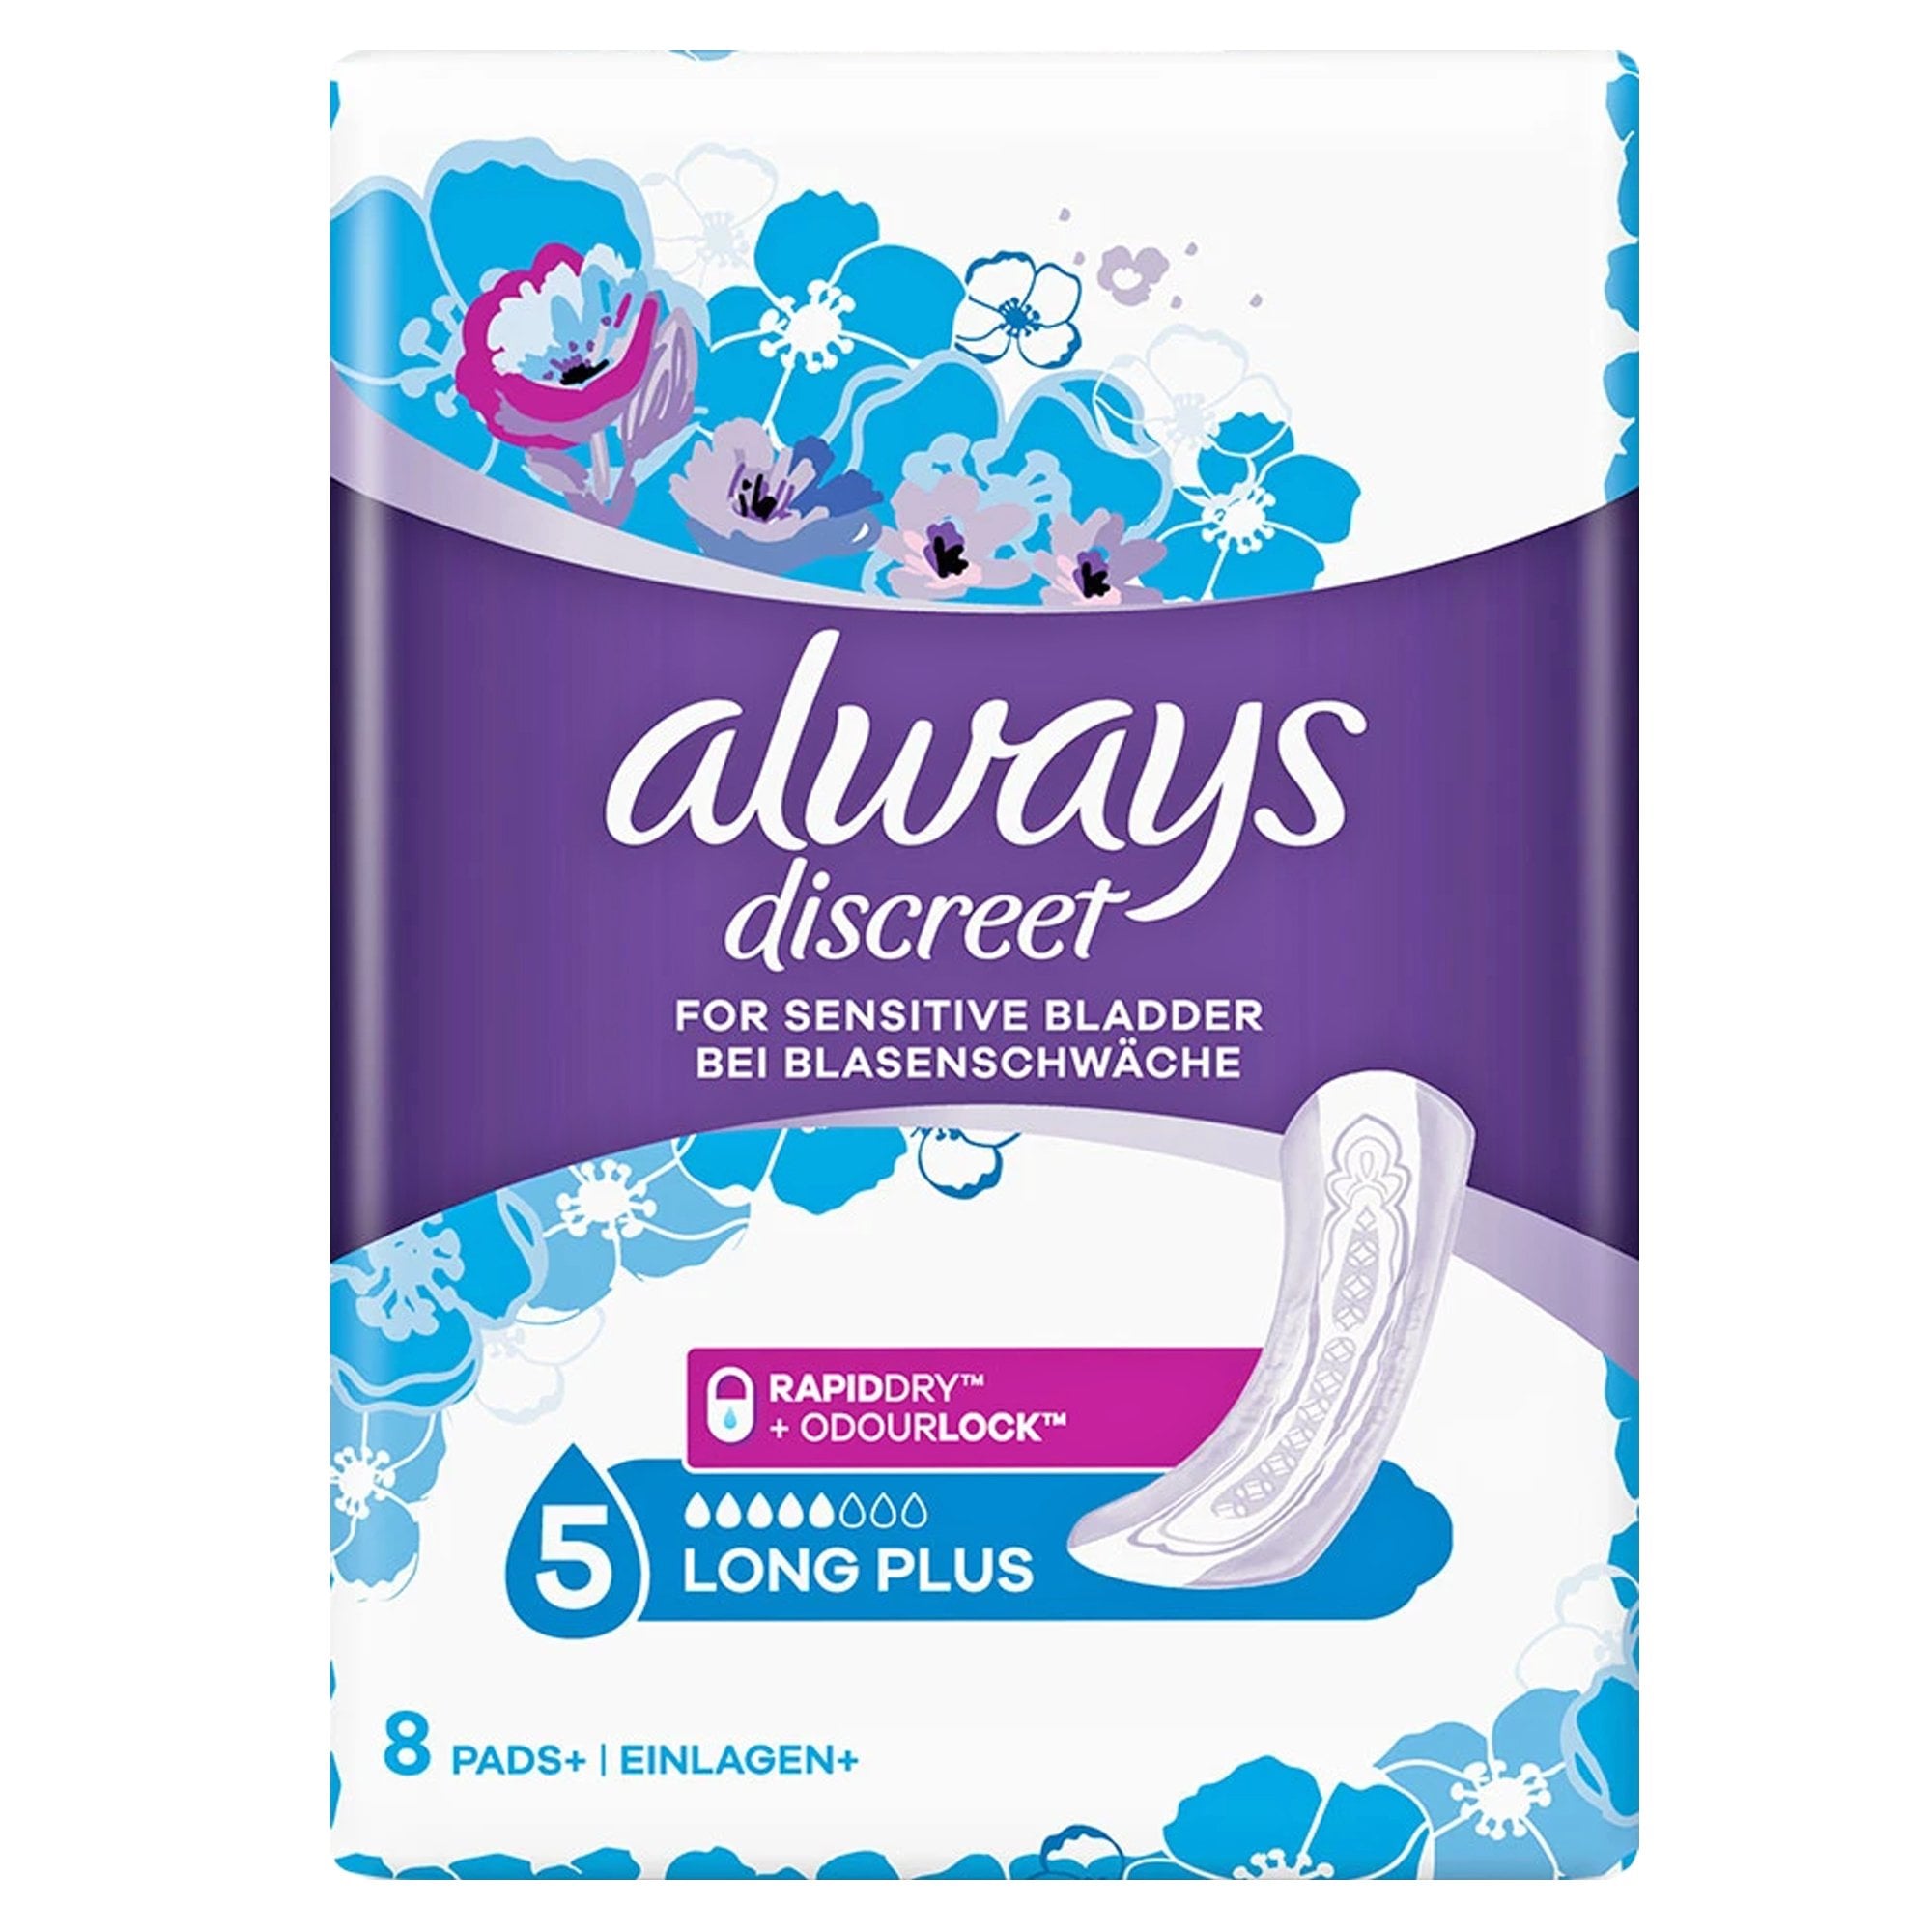 always
discreet
FOR SENSITIVE BLADDER
BEI BLASENSCHWÄCHE
RAPIDDRY™
+ ODOURLOCK™
5
LONG PLUS
8 PADS+ | EINLAGEN+